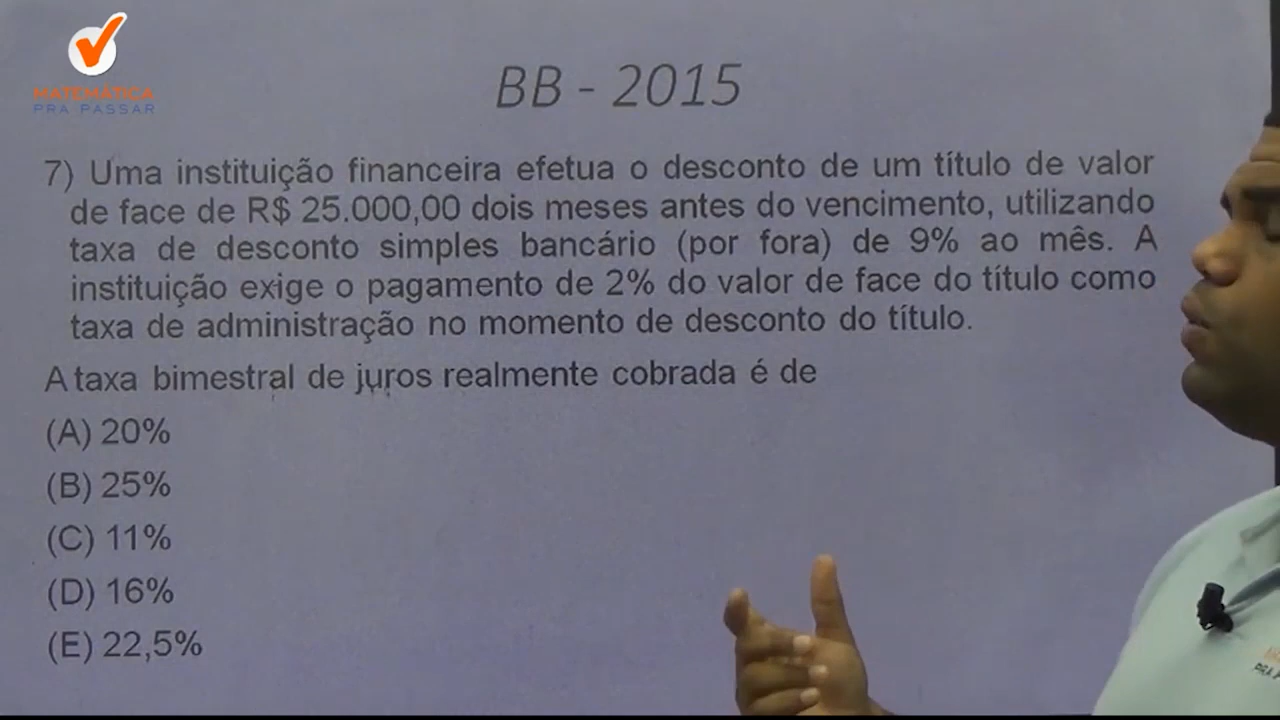 MATEMÁTICA
PRA PASSAR
BB - 2015
7) Uma instituição financeira efetua o desconto de um título de valor
de face de R$ 25.000,00 dois meses antes do vencimento, utilizando
taxa de desconto simples bancário (por fora) de 9% ao mês. A
instituição exige o pagamento de 2% do valor de face do título como
taxa de administração no momento de desconto do título.
A taxa bimestral de juros realmente cobrada é de
(A) 20%
(B) 25%
(C) 11%
(D) 16%
(E) 22,5%